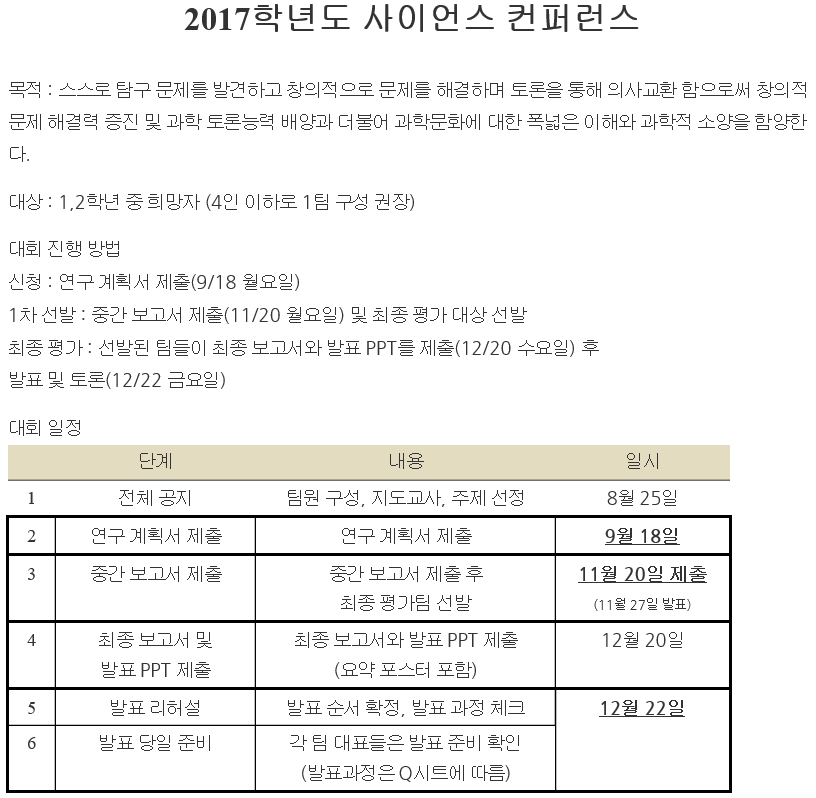 2017학년도 사이언스 컨퍼런스
목적 : 스스로 탐구 문제를 발견하고 창의적으로 문제를 해결하며 토론을 통해 의사교환 함으로써 창의적
문제 해결력 증진 및 과학 토론능력 배양과 더불어 과학문화에 대한 폭넓은 이해와 과학적 소양을 함양한
다.
대상 : 1,2학년 중 희망자 (4인 이하로 1팀 구성 권장)
대회 진행 방법
신청 : 연구 계획서 제출(9/18 월요일)
1차 선발 : 중간 보고서 제출(11/20 월요일) 및 최종 평가 대상 선발
최종 평가 : 선발된 팀들이 최종 보고서와 발표 PPT를 제출(12/20 수요일) 후
발표 및 토론(12/22 금요일)
대회 일정
단계 내용 일시
1 전체 공지 팀원 구성, 지도교사, 주제 선정 8월 25일
2 연구 계획서 제출 연구 계획서 제출 9월 18일
3 중간 보고서 제출 중간 보고서 제출 후 11월 20일 제출
최종 평가팀 선발 (11월 27일 발표)
4 최종 보고서 및 최종 보고서와 발표 PPT 제출 12월 20일
발표 PPT 제출 (요약 포스터 포함)
5 발표 리허설 발표 순서 확정, 발표 과정 체크 12월 22일
6 발표 당일 준비 각 팀 대표들은 발표 준비 확인
(발표과정은 Q시트에 따름)